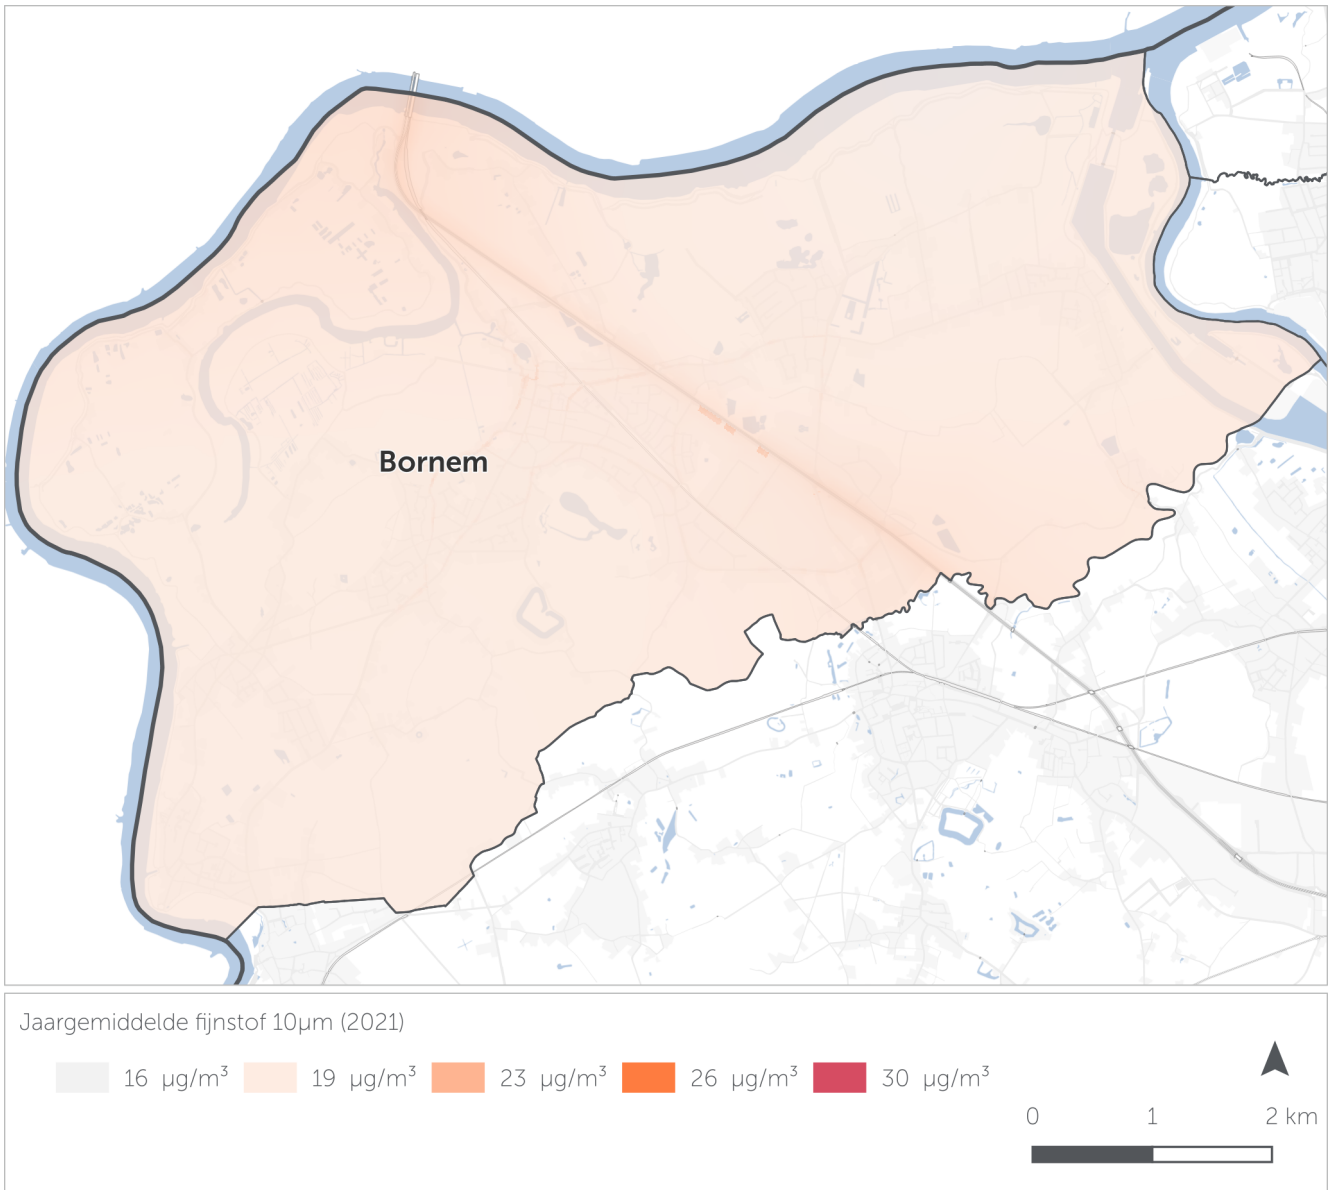 Bornem
Jaargemiddelde fijnstof 10µm (2021)
16 µg/m³ 19 µg/m³ 23 µg/m³ 26 µg/m³ 30 µg/m³
0 1 2 km